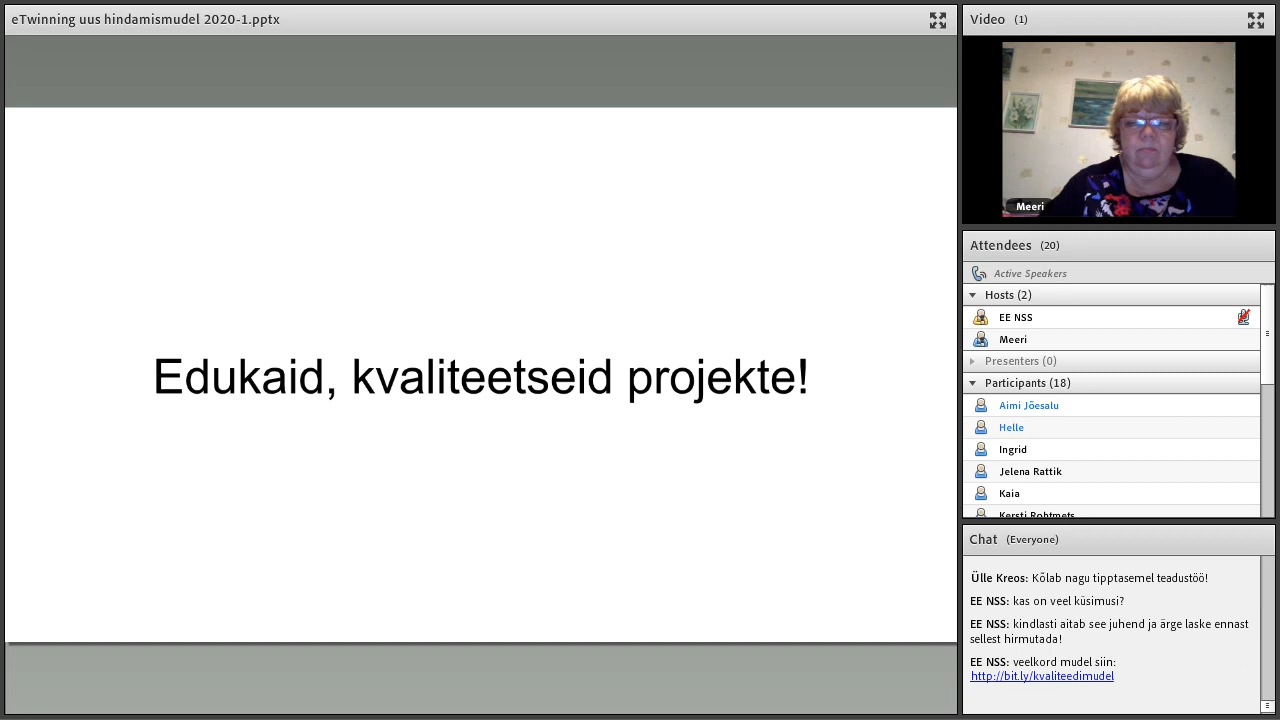 eTwinning uus hindamismudel 2020-1.pptx
Edukaid, kvaliteetseid projekte!
Video (1)
Meeri
Attendees (20)
Active Speakers
Hosts (2)
EE NSS
Meeri
Presenters (0)
Participants (18)
Aimi Jõesalu
Helle
Ingrid
Jelena Rattik
Kaia
Kersti Rohtmets
Chat (Everyone)
Ülle Kreos: Kõlab nagu tipptasemel teadustöö!
EE NSS: kas on veel küsimusi?
EE NSS: kindlasti aitab see juhend ja ärge laske ennast
sellest hirmutada!
EE NSS: veelkord mudel siin:
http://bit.ly/kvaliteedimudel